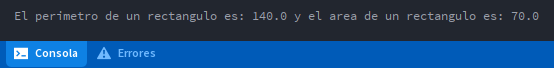 El perimetro de un rectangulo es: 140.0 y el area de un rectangulo es: 70.0
Consola Errores